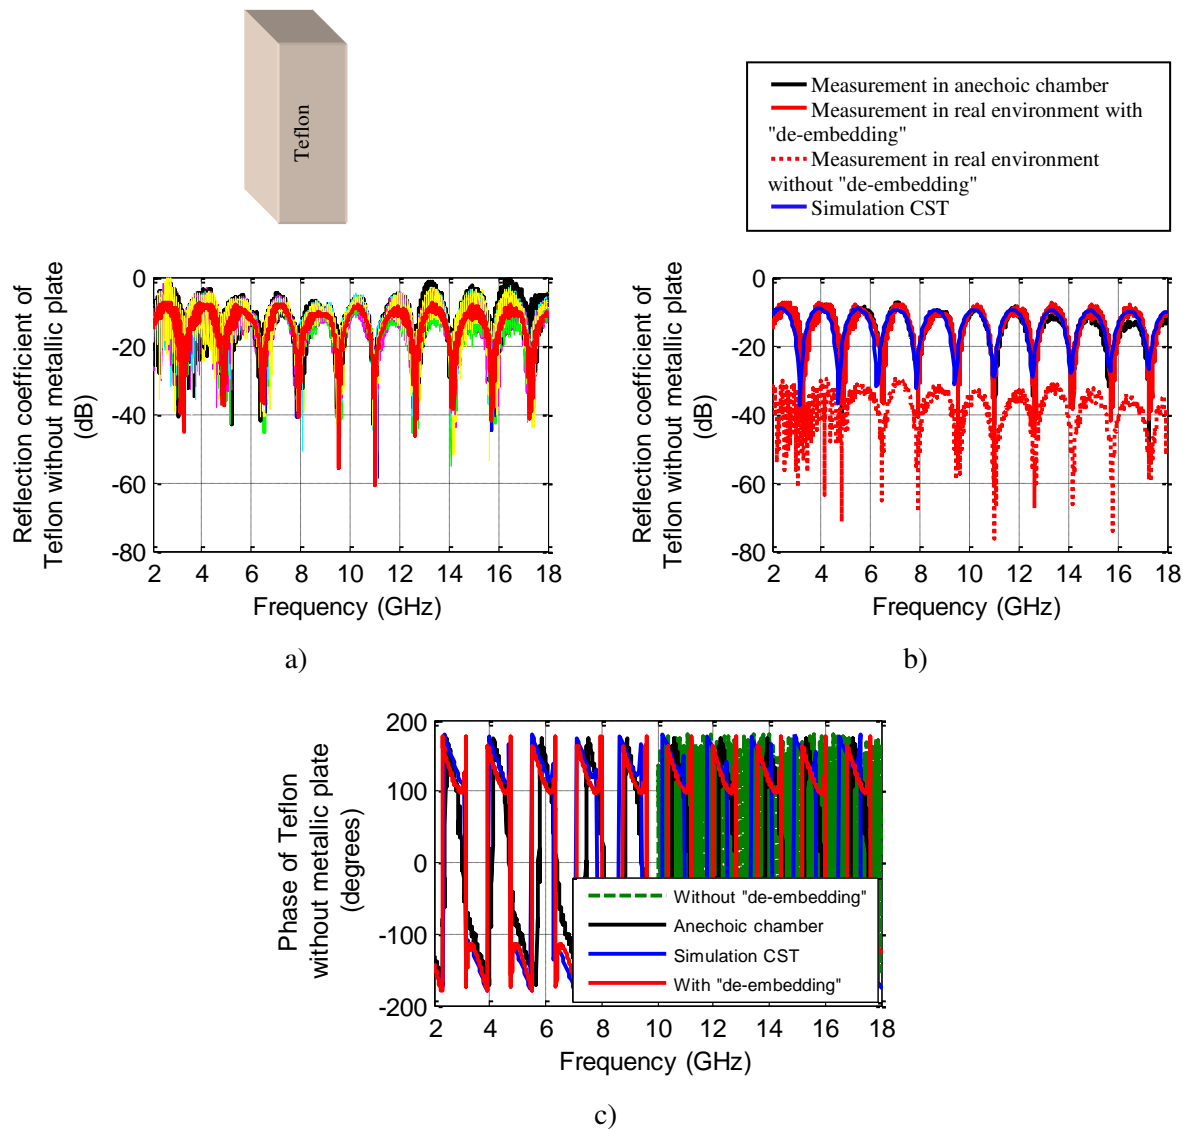 Teflon
Measurement in anechoic chamber
Measurement in real environment with
"de-embedding"
Measurement in real environment
without "de-embedding"
Simulation CST
Reflection coefficient of
Teflon without metallic plate
(dB)
0
-20
-40
-60
-80
2 4 6 8 10 12 14 16 18
Frequency (GHz)
a)
Reflection coefficient of
Teflon without metallic plate
(dB)
0
-20
-40
-60
-80
2 4 6 8 10 12 14 16 18
Frequency (GHz)
b)
Phase of Teflon
without metallic plate
(degrees)
200
100
0
-100
-200
Without "de-embedding"
Anechoic chamber
Simulation CST
With "de-embedding"
2 4 6 8 10 12 14 16 18
Frequency (GHz)
c)